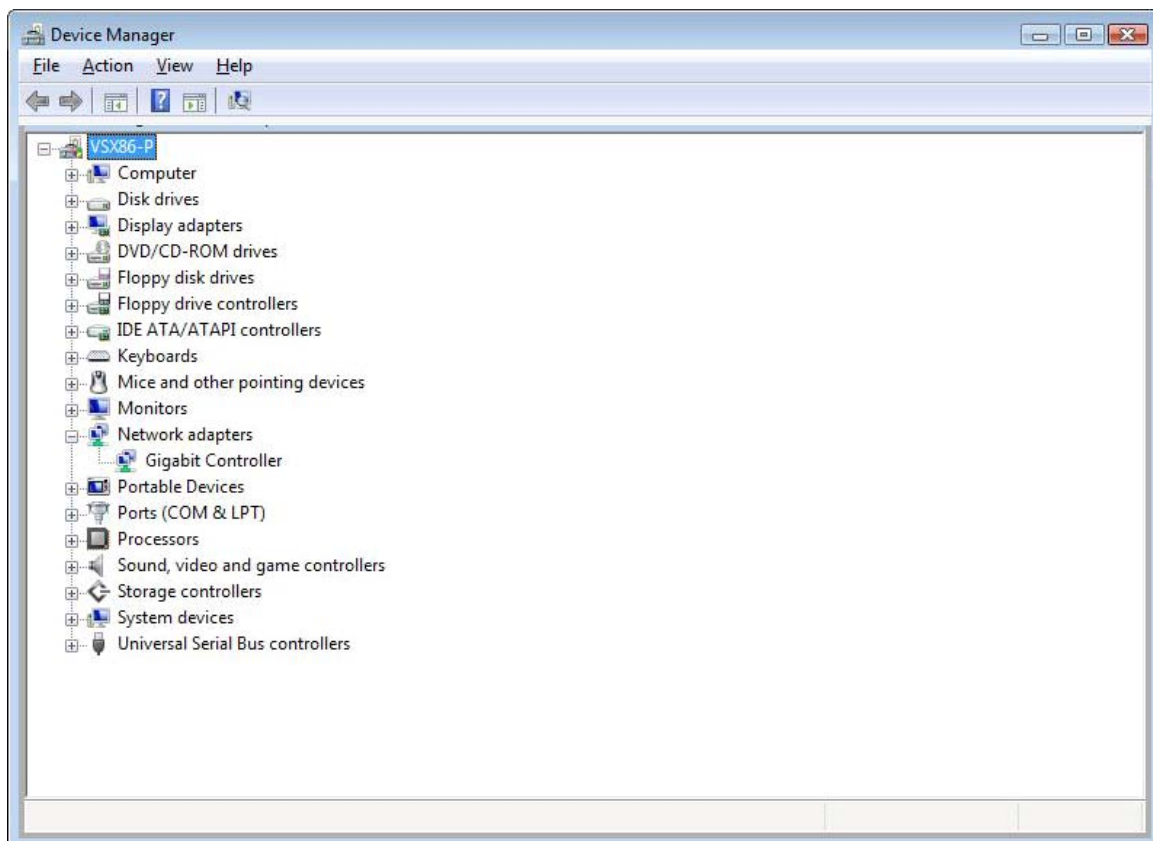 Device Manager
File Action View Help
VSX86-P
Computer
Disk drives
Display adapters
DVD/CD-ROM drives
Floppy disk drives
Floppy drive controllers
IDE ATA/ATAPI controllers
Keyboards
Mice and other pointing devices
Monitors
Network adapters
Gigabit Controller
Portable Devices
Ports (COM & LPT)
Processors
Sound, video and game controllers
Storage controllers
System devices
Universal Serial Bus controllers